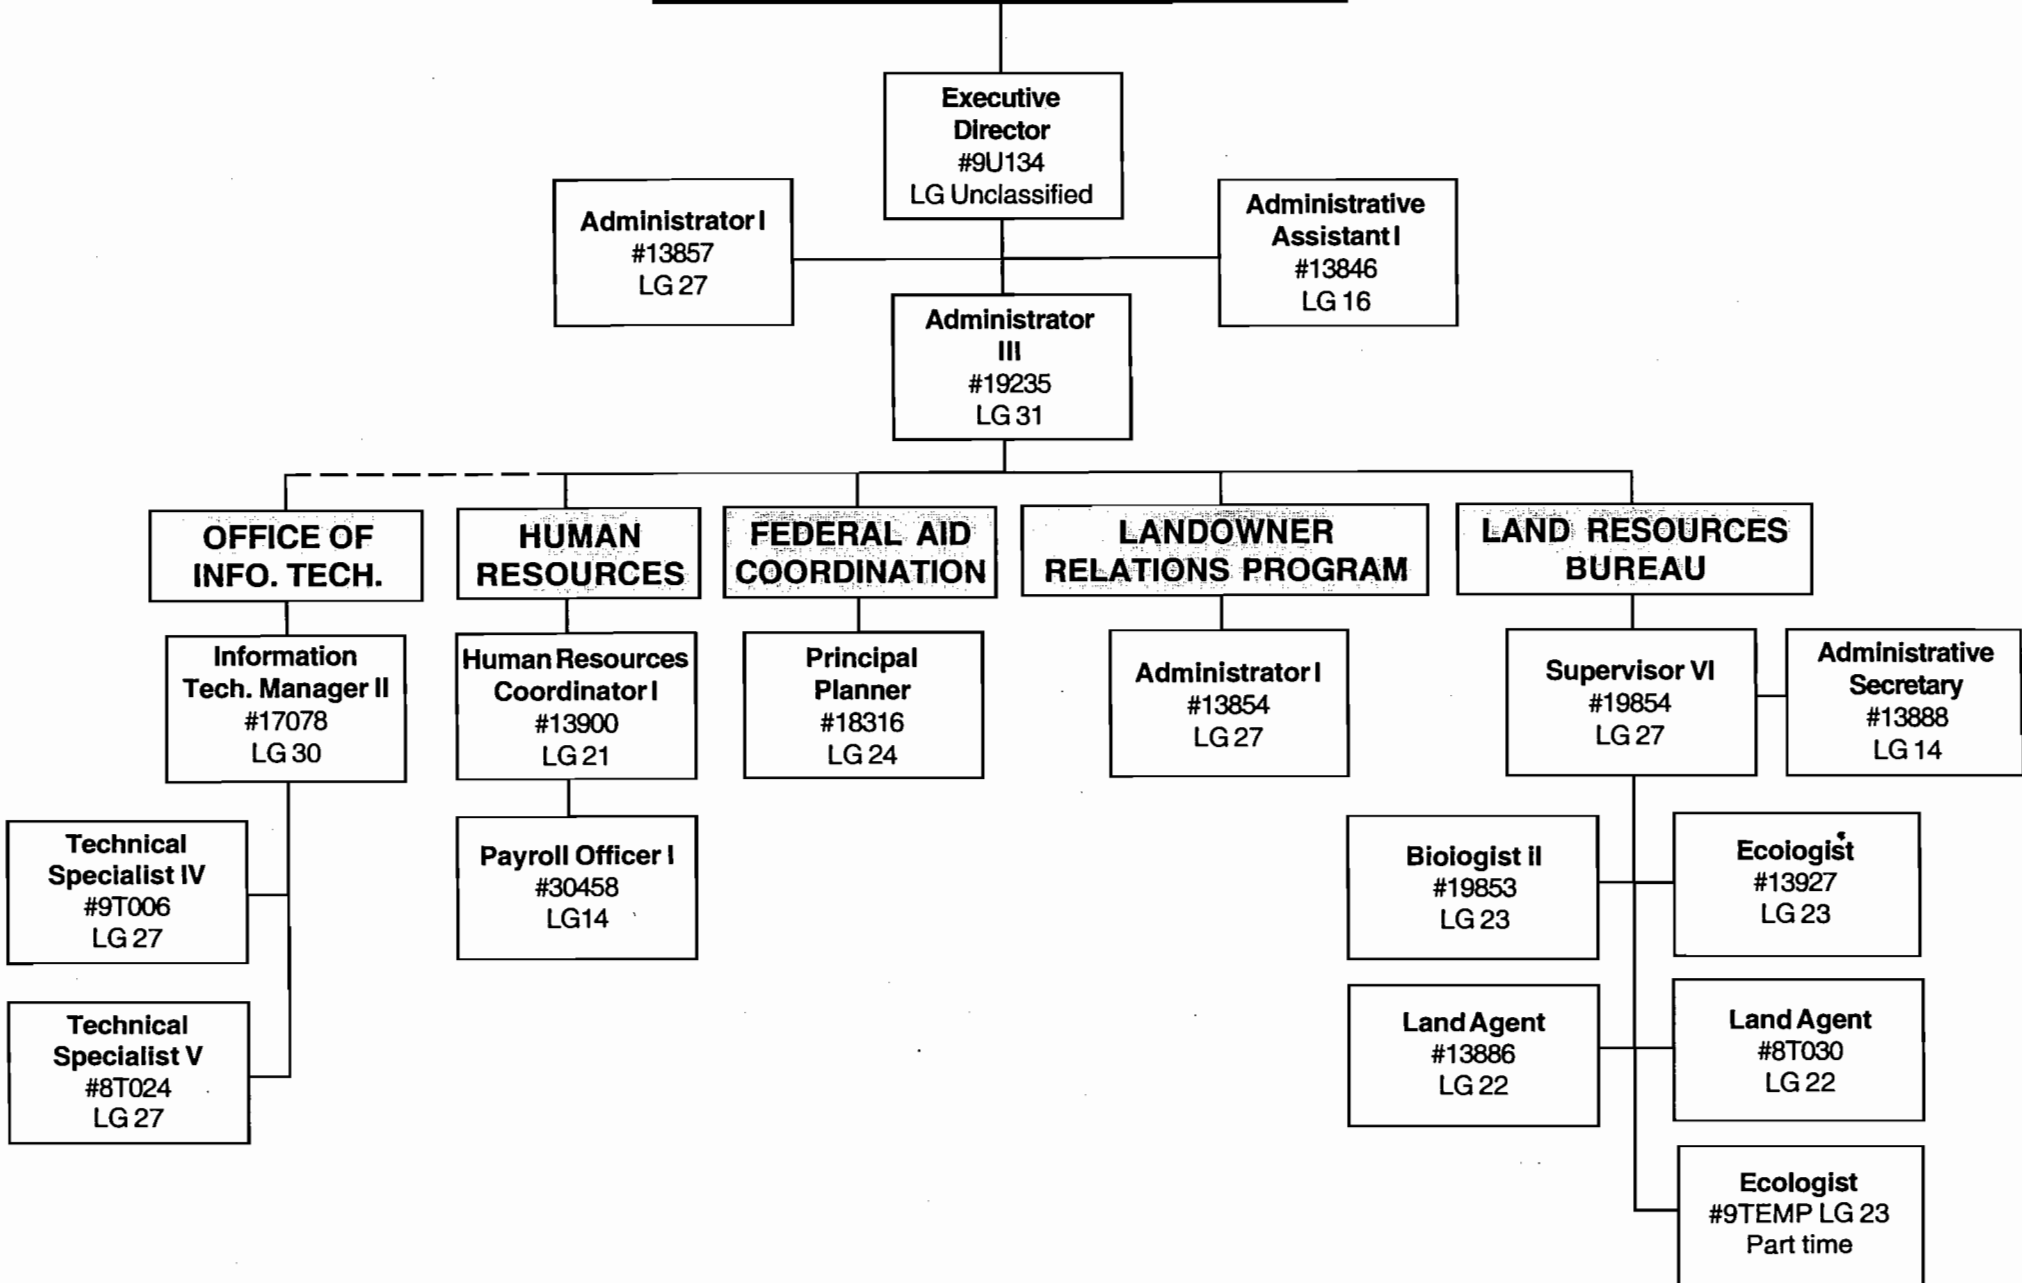 Executive
Director
#9U134
LG Unclassified
Administrator I
#13857
LG 27
Administrative
Assistant I
#13846
LG 16
Administrator
III
#19235
LG 31
OFFICE OF
INFO. TECH.
HUMAN
RESOURCES
FEDERAL AID
COORDINATION
LANDOWNER
RELATIONS PROGRAM
LAND RESOURCES
BUREAU
Information
Tech. Manager II
#17078
LG 30
Human Resources
Coordinator I
#13900
LG 21
Principal
Planner
#18316
LG 24
Administrator I
#13854
LG 27
Supervisor VI
#19854
LG 27
Administrative
Secretary
#13888
LG 14
Technical
Specialist IV
#9T006
LG 27
Payroll Officer I
#30458
LG14
Biologist II
#19853
LG 23
Ecologist
#13927
LG 23
Technical
Specialist V
#8T024
LG 27
Land Agent
#13886
LG 22
Land Agent
#8T030
LG 22
Ecologist
#9TEMP LG 23
Part time